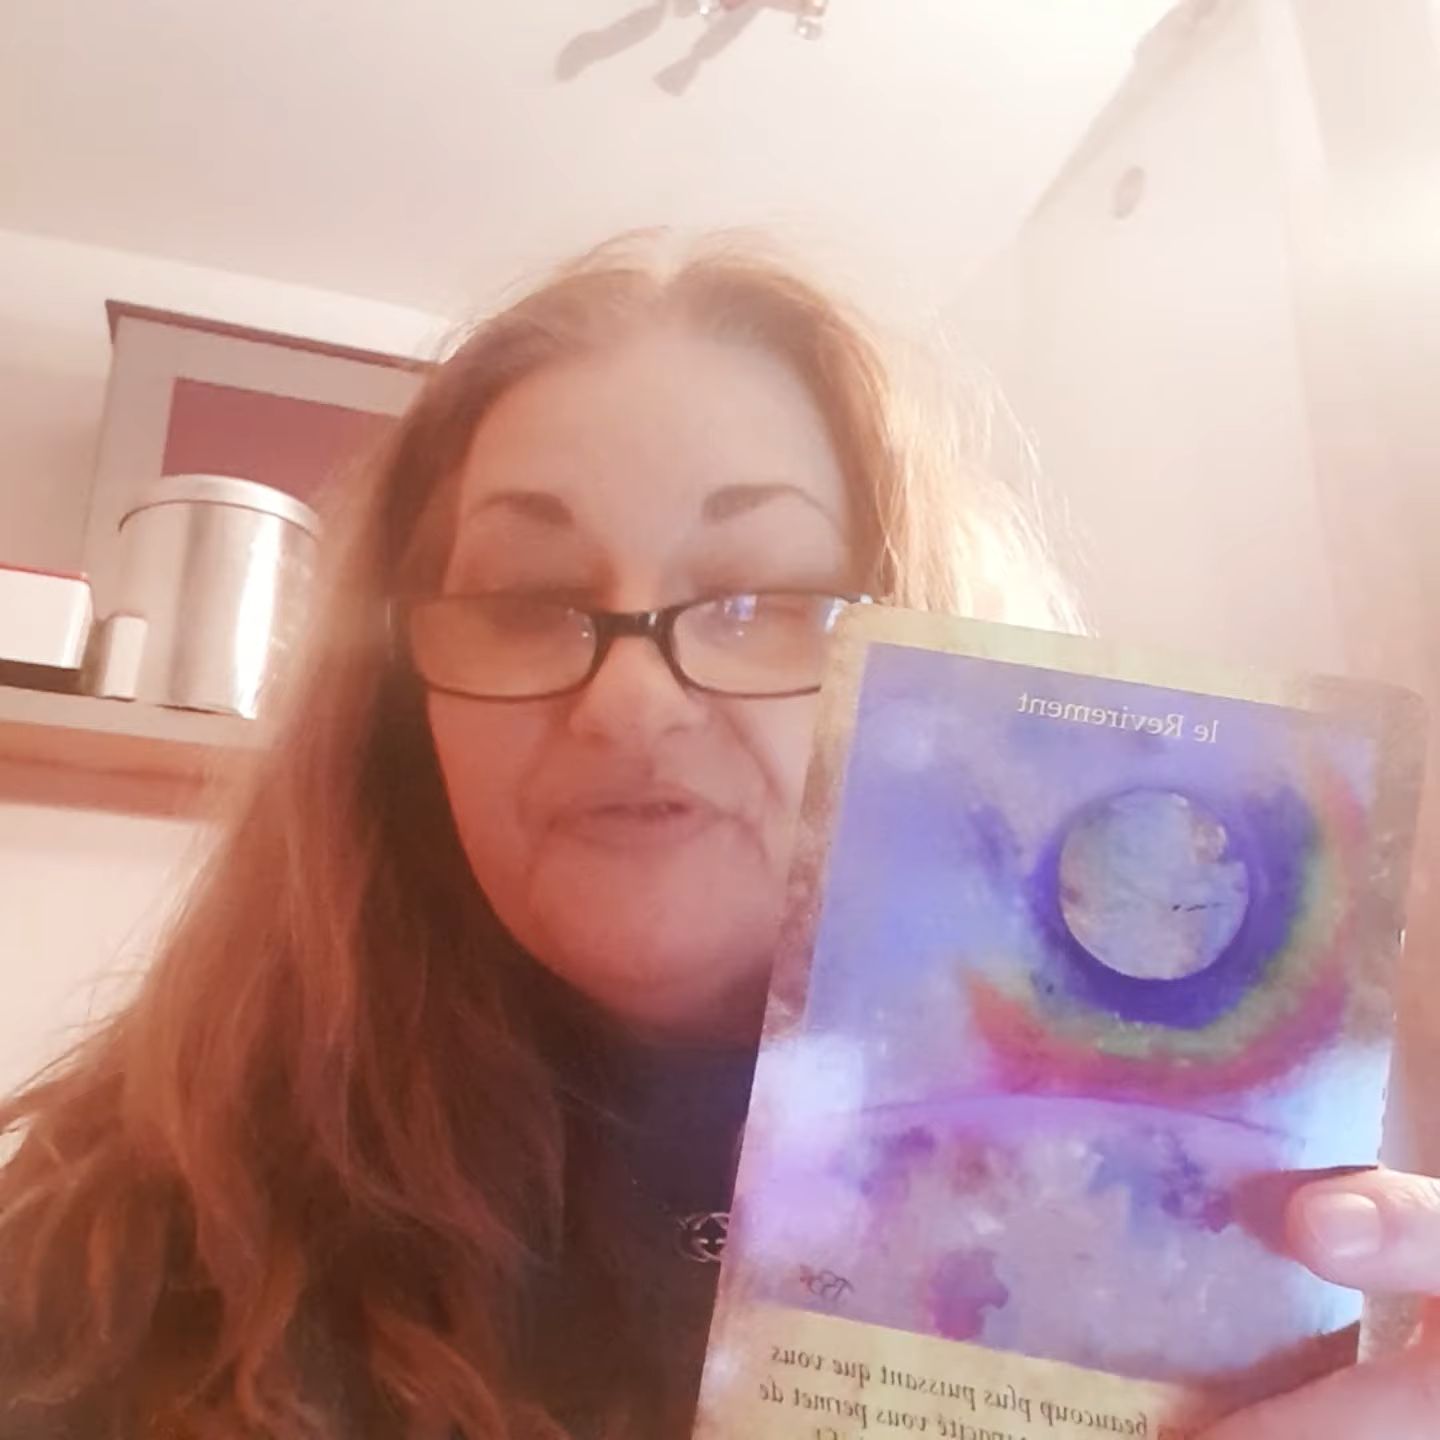 le Revirement
beaucoup plus puissant que vous
vous permet de